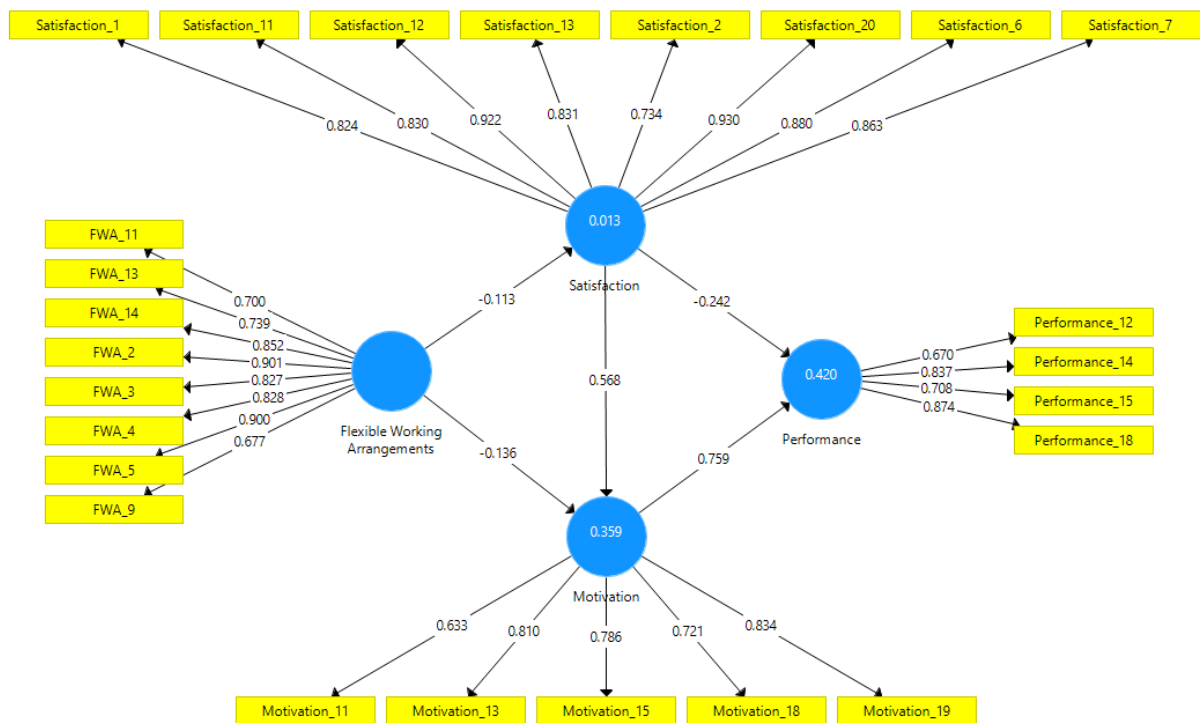 Satisfaction_1
Satisfaction_11
Satisfaction_12
Satisfaction_13
Satisfaction_2
Satisfaction_20
Satisfaction_6
Satisfaction_7
0.824
0.830
0.922
0.831
0.734
0.930
0.880
0.863
0.013
Satisfaction
FWA_11
FWA_13
FWA_14
FWA_2
FWA_3
FWA_4
FWA_5
FWA_9
0.700
0.739
0.852
0.901
0.827
0.828
0.900
0.677
Flexible Working
Arrangements
-0.113
-0.136
0.568
-0.242
0.759
0.420
Performance
0.670
0.837
0.708
0.874
Performance_12
Performance_14
Performance_15
Performance_18
0.359
Motivation
0.633
0.810
0.786
0.721
0.834
Motivation_11
Motivation_13
Motivation_15
Motivation_18
Motivation_19